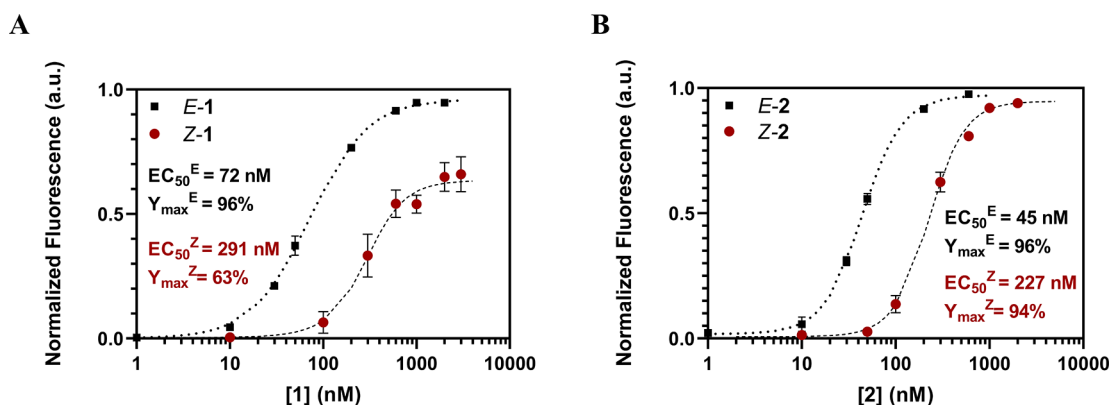 A
Normalized Fluorescence (a.u.)
1.0
0.5
0.0
E-1
Z-1
EC50E = 72 nM
YmaxE = 96%
EC50Z = 291 nM
YmaxZ = 63%
1 10 100 1000 10000
[1] (nM)
B
Normalized Fluorescence (a.u.)
1.0
0.5
0.0
E-2
Z-2
EC50E = 45 nM
YmaxE = 96%
EC50Z = 227 nM
YmaxZ = 94%
1 10 100 1000 10000
[2] (nM)